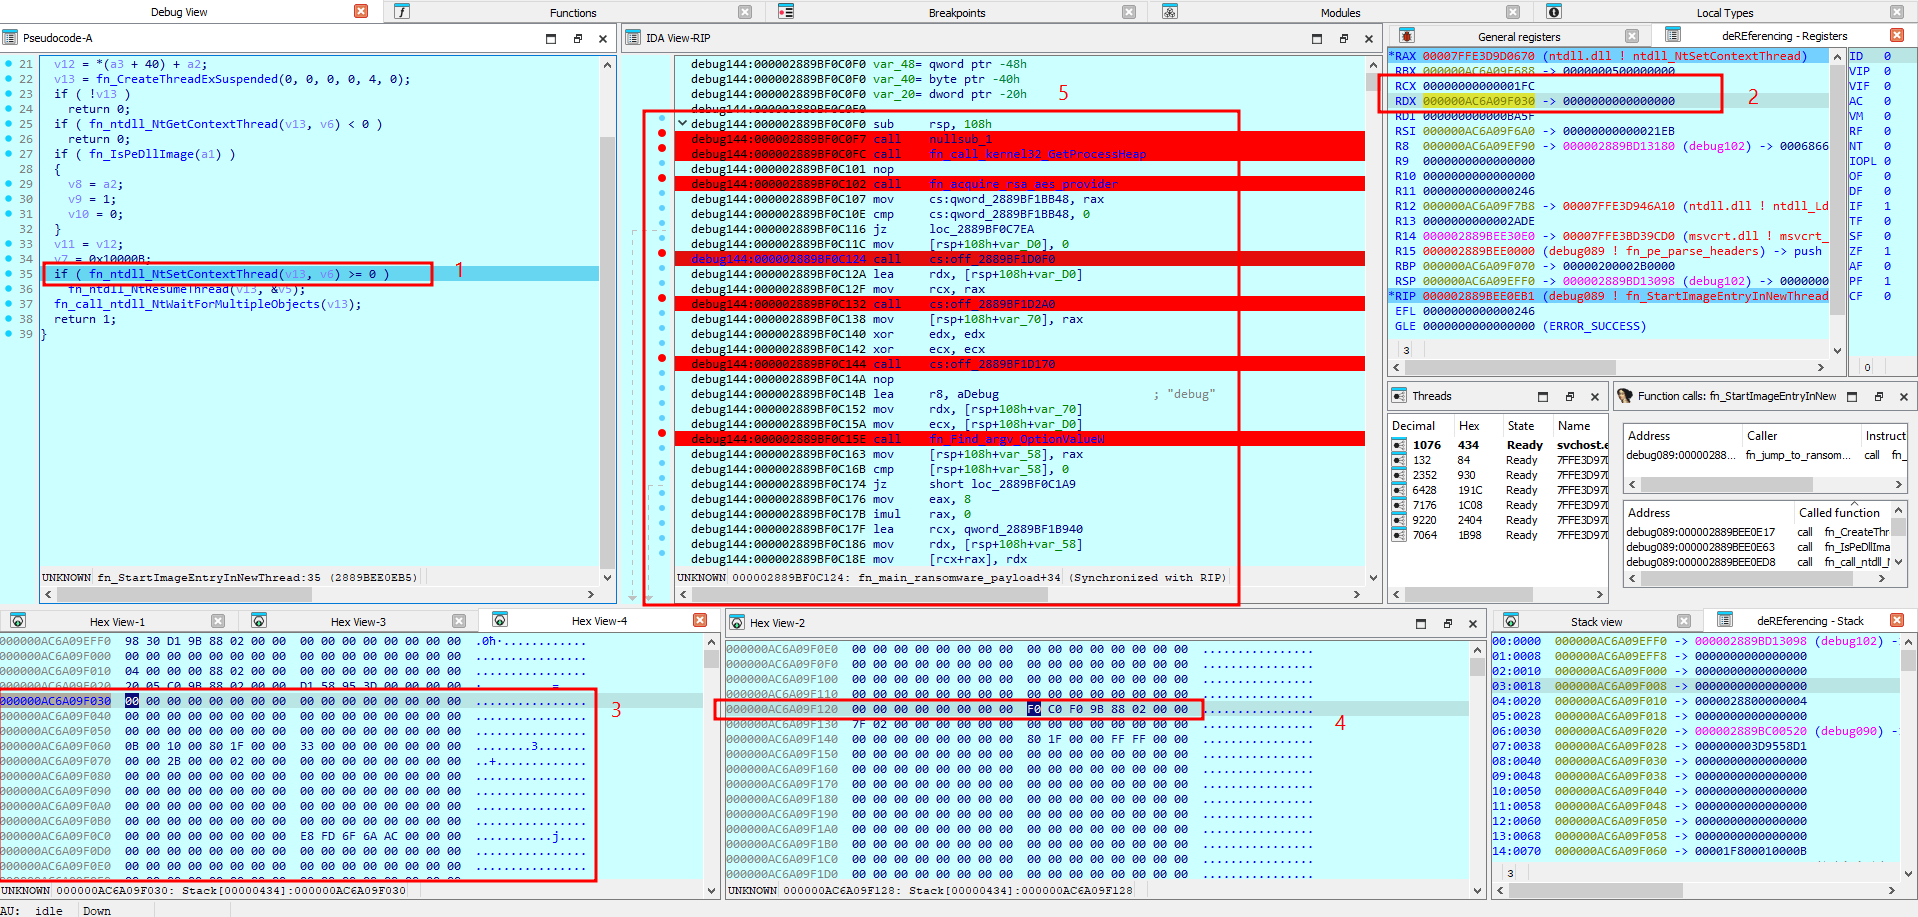 Debug View
Functions
Breakpoints
Modules
Local Types
Pseudocode-A
21 v12 = *(a3 + 40) + a2;
22 v13 = fn_CreateThreadExSuspended(0, 0, 0, 0, 4, 0);
23 if ( !v13 )
24 return 0;
25 if ( fn_ntdll_NtGetContextThread(v13, v6) < 0 )
26 return 0;
27 if ( fn_IsPeDllImage(a1) )
28 {
29 v8 = a2;
30 v9 = 1;
31 v10 = 0;
32 }
33 v11 = v12;
34 v7 = 0x10000B;
35 if ( fn_ntdll_NtSetContextThread(v13, v6) >= 0 )
1
36 fn_ntdll_NtResumeThread(v13, &v5);
37 fn_call_ntdll_NtWaitForMultipleObjects(v13);
38 return 1;
39 }
UNKNOWN fn_StartImageEntryInNewThread:35 (2889BEE0EB5)
IDA View-RIP
debug144:000002889BF0C0F0 var_48= qword ptr -48h
debug144:000002889BF0C0F0 var_40= byte ptr -40h
debug144:000002889BF0C0F0 var_20= dword ptr -20h
5
debug144:000002889BF0C0F0
debug144:000002889BF0C0F0 sub rsp, 108h
debug144:000002889BF0C0F7 call nullsub_1
debug144:000002889BF0C0FC call fn_call_kernel32_GetProcessHeap
debug144:000002889BF0C101 nop
debug144:000002889BF0C102 call fn_acquire_rsa_aes_provider
debug144:000002889BF0C107 mov cs:qword_2889BF1BB48, rax
debug144:000002889BF0C10E cmp cs:qword_2889BF1BB48, 0
debug144:000002889BF0C116 jz loc_2889BF0C7EA
debug144:000002889BF0C11C mov [rsp+108h+var_D0], 0
debug144:000002889BF0C124 call cs:off_2889BF1D0F0
debug144:000002889BF0C12A lea rdx, [rsp+108h+var_D0]
debug144:000002889BF0C12F mov rcx, rax
debug144:000002889BF0C132 call cs:off_2889BF1D2A0
debug144:000002889BF0C138 mov [rsp+108h+var_70], rax
debug144:000002889BF0C140 xor edx, edx
debug144:000002889BF0C142 xor ecx, ecx
debug144:000002889BF0C144 call cs:off_2889BF1D170
debug144:000002889BF0C14A nop
debug144:000002889BF0C14B lea r8, aDebug ; "debug"
debug144:000002889BF0C152 mov rdx, [rsp+108h+var_70]
debug144:000002889BF0C15A mov ecx, [rsp+108h+var_D0]
debug144:000002889BF0C15E call fn_Find_argv_OptionValueW
debug144:000002889BF0C163 mov [rsp+108h+var_58], rax
debug144:000002889BF0C16B cmp [rsp+108h+var_58], 0
debug144:000002889BF0C174 jz short loc_2889BF0C1A9
debug144:000002889BF0C176 mov eax, 8
debug144:000002889BF0C17B imul rax, 0
debug144:000002889BF0C17F lea rcx, qword_2889BF1B940
debug144:000002889BF0C186 mov rdx, [rsp+108h+var_58]
debug144:000002889BF0C18E mov [rcx+rax], rdx
UNKNOWN 000002889BF0C124: fn_main_ransomware_payload+34 (Synchronized with RIP)
General registers
deREferencing - Registers
*RAX 00007FFE3D9D0670 (ntdll.dll ! ntdll_NtSetContextThread)
RBX 000000AC6A09E688 -> 0000000500000000
RCX 00000000000001FC
RDX 000000AC6A09F030 -> 0000000000000000
2
RDI 000000000000BA5F
RSI 000000AC6A09F6A0 -> 00000000000021EB
R8 000000AC6A09EF90 -> 000002889BD13180 (debug102) -> 0006866
R9 0000000000000000
R10 0000000000000000
R11 0000000000000246
R12 000000AC6A09F7B8 -> 00007FFE3D946A10 (ntdll.dll ! ntdll_Ld
R13 0000000000002ADE
R14 000002889BEE30E0 -> 00007FFE3BD39CD0 (msvcrt.dll ! msvcrt_
R15 000002889BEE0000 (debug089 ! fn_pe_parse_headers) -> push
RBP 000000AC6A09F070 -> 00000200002B0000
RSP 000000AC6A09EFF0 -> 000002889BD13098 (debug102) -> 0000000
*RIP 000002889BEE0EB1 (debug089 ! fn_StartImageEntryInNewThread
EFL 0000000000000246
GLE 0000000000000000 (ERROR_SUCCESS)
3
ID 0
VIP 0
VIF 0
AC 0
VM 0
RF 0
NT 0
IOPL 0
OF 0
DF 0
IF 1
TF 0
SF 0
ZF 1
AF 0
PF 1
CF 0
0
Threads
Decimal Hex State Name
1076 434 Ready svchost.e
132 84 Ready 7FFE3D97D
2352 930 Ready 7FFE3D97D
6428 191C Ready 7FFE3D97D
7176 1C08 Ready 7FFE3D97D
9220 2404 Ready 7FFE3D97D
7064 1B98 Ready 7FFE3D97D
Function calls: fn_StartImageEntryInNew
Address Caller Instruct
debug089:00000288... fn_jump_to_ransom... call fn_
Address Called function
debug089:000002889BEE0E17 call fn_CreateThr
debug089:000002889BEE0E63 call fn_IsPeDllIma
debug089:000002889BEE0ED8 call fn_call_ntdll_N
Hex View-1
Hex View-3
Hex View-4
000000AC6A09EFF0 98 30 D1 9B 88 02 00 00 00 00 00 00 00 00 00 00 .0ћ.............
000000AC6A09F000 00 00 00 00 00 00 00 00 00 00 00 00 00 00 00 00 ................
000000AC6A09F010 04 00 00 00 88 02 00 00 00 00 00 00 00 00 00 00 ................
000000AC6A09F020 20 05 C0 9B 88 02 00 00 D1 58 95 3D 00 00 00 00
000000AC6A09F030 00 00 00 00 00 00 00 00 00 00 00 00 00 00 00 00 ................
3
000000AC6A09F040 00 00 00 00 00 00 00 00 00 00 00 00 00 00 00 00 ................
000000AC6A09F050 00 00 00 00 00 00 00 00 00 00 00 00 00 00 00 00 ................
000000AC6A09F060 0B 00 10 00 80 1F 00 00 33 00 00 00 00 00 00 00 ........3.......
000000AC6A09F070 00 00 2B 00 00 02 00 00 00 00 00 00 00 00 00 00 ..+.............
000000AC6A09F080 00 00 00 00 00 00 00 00 00 00 00 00 00 00 00 00 ................
000000AC6A09F090 00 00 00 00 00 00 00 00 00 00 00 00 00 00 00 00 ................
000000AC6A09F0A0 00 00 00 00 00 00 00 00 00 00 00 00 00 00 00 00 ................
000000AC6A09F0B0 00 00 00 00 00 00 00 00 00 00 00 00 00 00 00 00 ................
000000AC6A09F0C0 00 00 00 00 00 00 00 00 E8 FD 6F 6A AC 00 00 00 ...........j....
000000AC6A09F0D0 00 00 00 00 00 00 00 00 00 00 00 00 00 00 00 00 ................
000000AC6A09F0E0 00 00 00 00 00 00 00 00 00 00 00 00 00 00 00 00 ................
UNKNOWN 000000AC6A09F030: Stack[00000434]:000000AC6A09F030
Hex View-2
000000AC6A09F0E0 00 00 00 00 00 00 00 00 00 00 00 00 00 00 00 00 ................
000000AC6A09F0F0 00 00 00 00 00 00 00 00 00 00 00 00 00 00 00 00 ................
000000AC6A09F100 00 00 00 00 00 00 00 00 00 00 00 00 00 00 00 00 ................
000000AC6A09F110 00 00 00 00 00 00 00 00 00 00 00 00 00 00 00 00 ................
000000AC6A09F120 00 00 00 00 00 00 00 00 F0 C0 F0 9B 88 02 00 00 ................
4
000000AC6A09F130 7F 02 00 00 00 00 00 00 00 00 00 00 00 00 00 00 ................
000000AC6A09F140 00 00 00 00 00 00 00 00 80 1F 00 00 FF FF 00 00 ................
000000AC6A09F150 00 00 00 00 00 00 00 00 00 00 00 00 00 00 00 00 ................
000000AC6A09F160 00 00 00 00 00 00 00 00 00 00 00 00 00 00 00 00 ................
000000AC6A09F170 00 00 00 00 00 00 00 00 00 00 00 00 00 00 00 00 ................
000000AC6A09F180 00 00 00 00 00 00 00 00 00 00 00 00 00 00 00 00 ................
000000AC6A09F190 00 00 00 00 00 00 00 00 00 00 00 00 00 00 00 00 ................
000000AC6A09F1A0 00 00 00 00 00 00 00 00 00 00 00 00 00 00 00 00 ................
000000AC6A09F1B0 00 00 00 00 00 00 00 00 00 00 00 00 00 00 00 00 ................
000000AC6A09F1C0 00 00 00 00 00 00 00 00 00 00 00 00 00 00 00 00 ................
000000AC6A09F1D0 00 00 00 00 00 00 00 00 00 00 00 00 00 00 00 00 ................
UNKNOWN 000000AC6A09F128: Stack[00000434]:000000AC6A09F128
Stack view
deREferencing - Stack
00:0000 000000AC6A09EFF0 -> 000002889BD13098 (debug102) -
01:0008 000000AC6A09EFF8 -> 0000000000000000
02:0010 000000AC6A09F000 -> 0000000000000000
03:0018 000000AC6A09F008 -> 0000000000000000
04:0020 000000AC6A09F010 -> 0000028800000004
05:0028 000000AC6A09F018 -> 0000000000000000
06:0030 000000AC6A09F020 -> 000002889BC00520 (debug090) -
07:0038 000000AC6A09F028 -> 000000003D9558D1
08:0040 000000AC6A09F030 -> 0000000000000000
09:0048 000000AC6A09F038 -> 0000000000000000
10:0050 000000AC6A09F040 -> 0000000000000000
11:0058 000000AC6A09F048 -> 0000000000000000
12:0060 000000AC6A09F050 -> 0000000000000000
13:0068 000000AC6A09F058 -> 0000000000000000
14:0070 000000AC6A09F060 -> 00001F800010000B
3
AU: idle Down